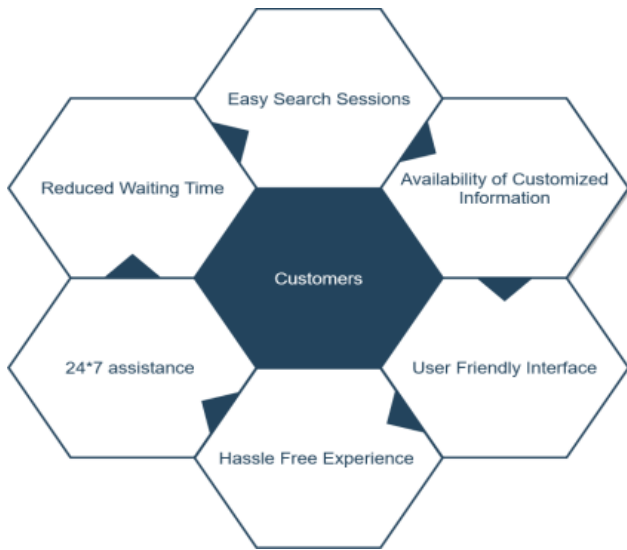 Easy Search Sessions
Reduced Waiting Time
Availability of Customized
Information
Customers
24*7 assistance
User Friendly Interface
Hassle Free Experience